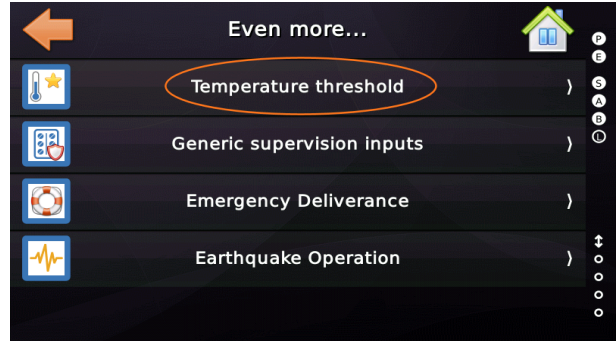 Even more...
Temperature threshold
Generic supervision inputs
Emergency Deliverance
Earthquake Operation
P
E
S
A
B
L